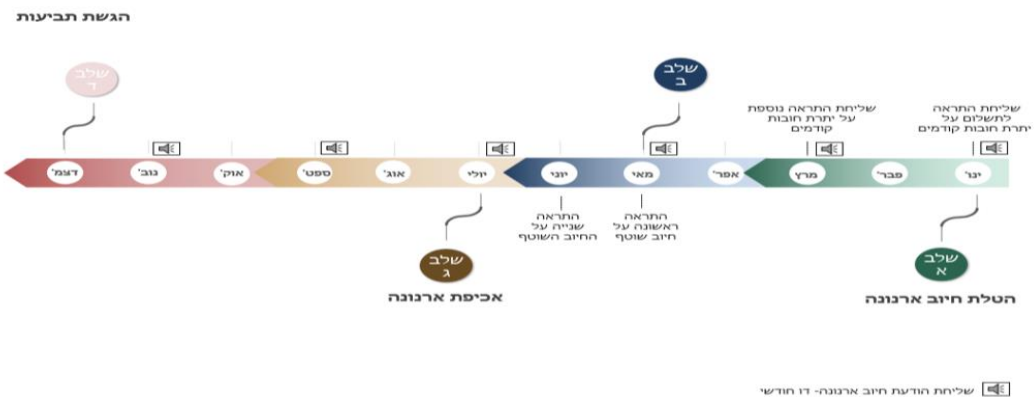 הגשת תביעות
שלב
ד
שלב
ב
שליחת התראה
לתשלום על
יתרת חובות קודמים
שליחת התראה נוספת
על יתרת חובות
קודמים
ינו'
פבר'
מרץ
אפר'
מאי
יוני
יולי
אוג'
ספט'
אוק'
נוב'
דצמ'
התראה
ראשונה על
חיוב שוטף
התראה
שנייה על
החיוב השוטף
שלב
א
הטלת חיוב ארנונה
שלב
ג
אכיפת ארנונה
שליחת הודעת חיוב ארנונה- דו חודשי